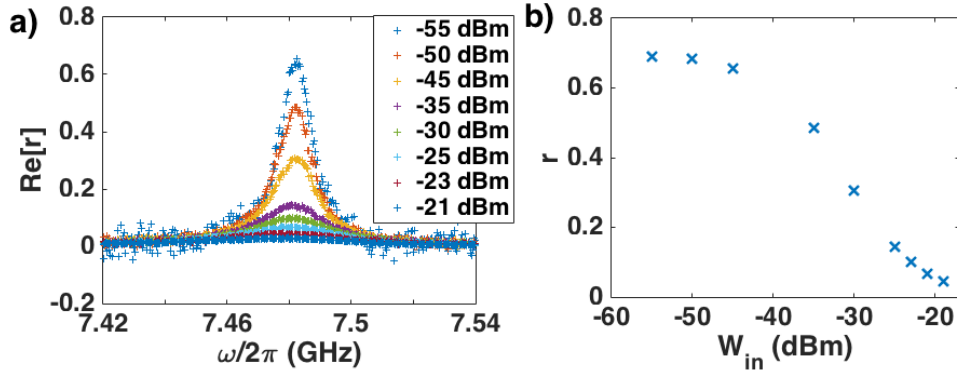 a)
0.8
0.6
0.4
0.2
0
-0.2
Re[r]
7.42
7.46
7.5
7.54
ω/2π (GHz)
-55 dBm
-50 dBm
-45 dBm
-35 dBm
-30 dBm
-25 dBm
-23 dBm
-21 dBm
b)
0.8
0.6
0.4
0.2
0
r
-60
-50
-40
-30
-20
W_in (dBm)